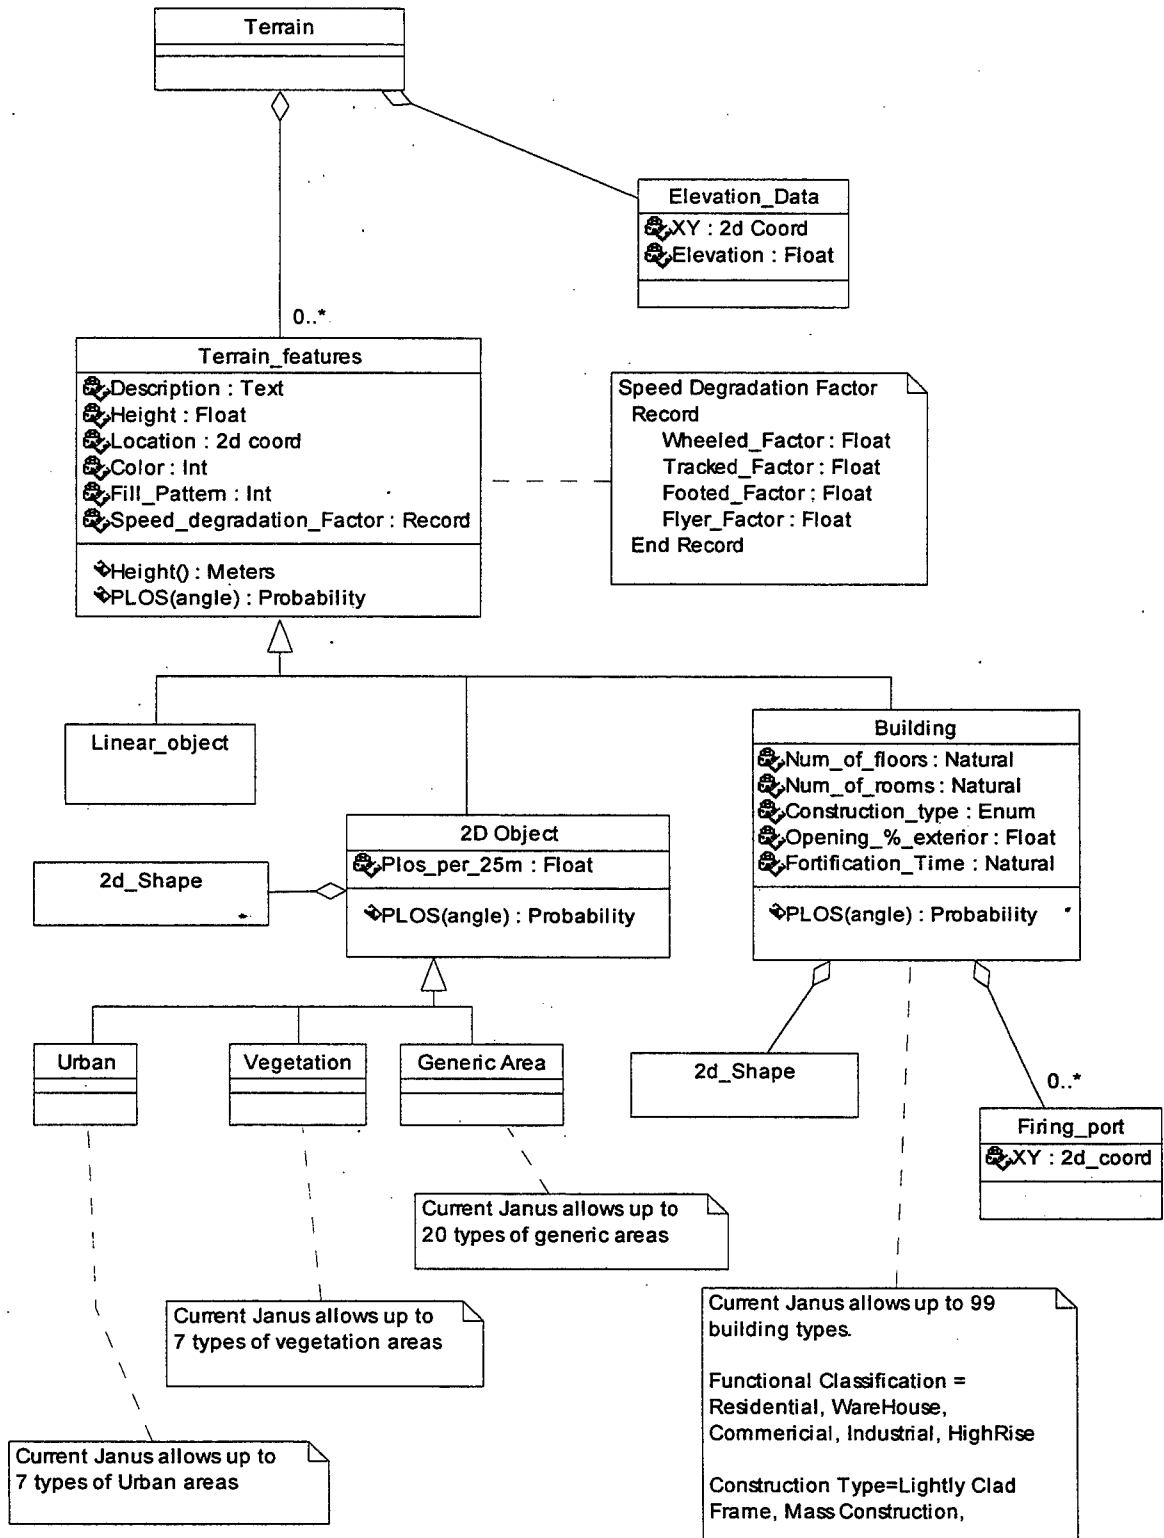 Terrain
Elevation_Data
XY : 2d Coord
Elevation : Float
0..*
Terrain_features
Description : Text
Height : Float
Location : 2d coord
Color : Int
Fill_Pattern : Int
Speed_degradation_Factor : Record
Height() : Meters
PLOS(angle) : Probability
Speed Degradation Factor
Record
Wheeled_Factor : Float
Tracked_Factor : Float
Footed_Factor ; Float
Flyer_Factor : Float
End Record
Linear_object
Building
Num_of_floors : Natural
Num_of_rooms : Natural
Construction_type : Enum
Opening_%_exterior : Float
Fortification_Time : Natural
PLOS(angle) : Probability
2D Object
Plos_per_25m : Float
PLOS(angle) : Probability
2d_Shape
Urban
Vegetation
Generic Area
2d_Shape
0..*
Firing_port
XY : 2d_coord
Current Janus allows up to
20 types of generic areas
Current Janus allows up to
7 types of vegetation areas
Current Janus allows up to
7 types of Urban areas
Current Janus allows up to 99
building types.
Functional Classification =
Residential, WareHouse,
Commericial, Industrial, HighRise
Construction Type=Lightly Clad
Frame, Mass Construction,